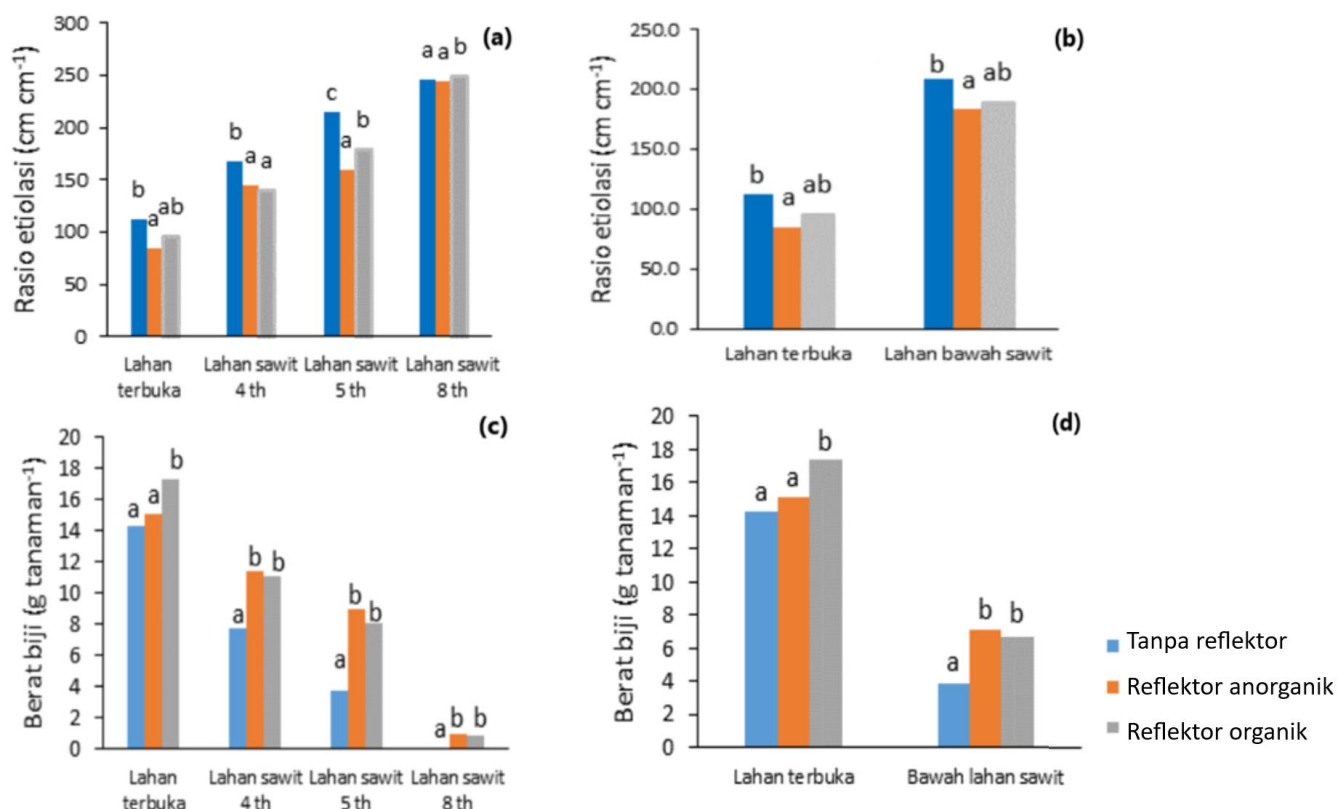 (a)
Rasio etiolasi (cm cm⁻¹)
300
250
200
150
100
50
0
b a ab
b a a
c a b
a a b
Lahan terbuka
Lahan sawit 4 th
Lahan sawit 5 th
Lahan sawit 8 th
(b)
Rasio etiolasi (cm cm⁻¹)
250.0
200.0
150.0
100.0
50.0
0.0
b a ab
b a ab
Lahan terbuka
Lahan bawah sawit
(c)
Berat biji (g tanaman⁻¹)
20
18
16
14
12
10
8
6
4
2
0
a a b
a b b
a b b
a b b
Lahan terbuka
Lahan sawit 4 th
Lahan sawit 5 th
Lahan sawit 8 th
(d)
Berat biji (g tanaman⁻¹)
20
18
16
14
12
10
8
6
4
2
0
a a b
a b b
Lahan terbuka
Bawah lahan sawit
Tanpa reflektor
Reflektor anorganik
Reflektor organik